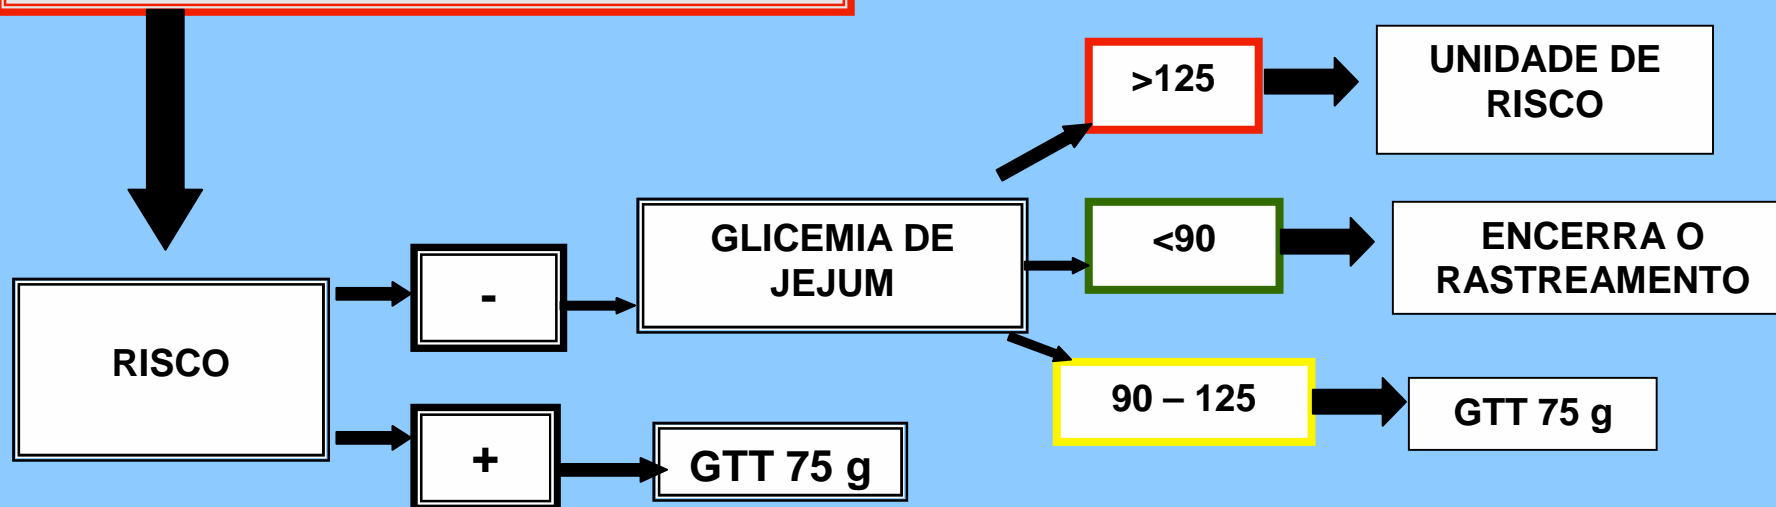 >125
UNIDADE DE
RISCO
<90
ENCERRA O
RASTREAMENTO
GLICEMIA DE
JEJUM
-
RISCO
90 – 125
GTT 75 g
+
GTT 75 g